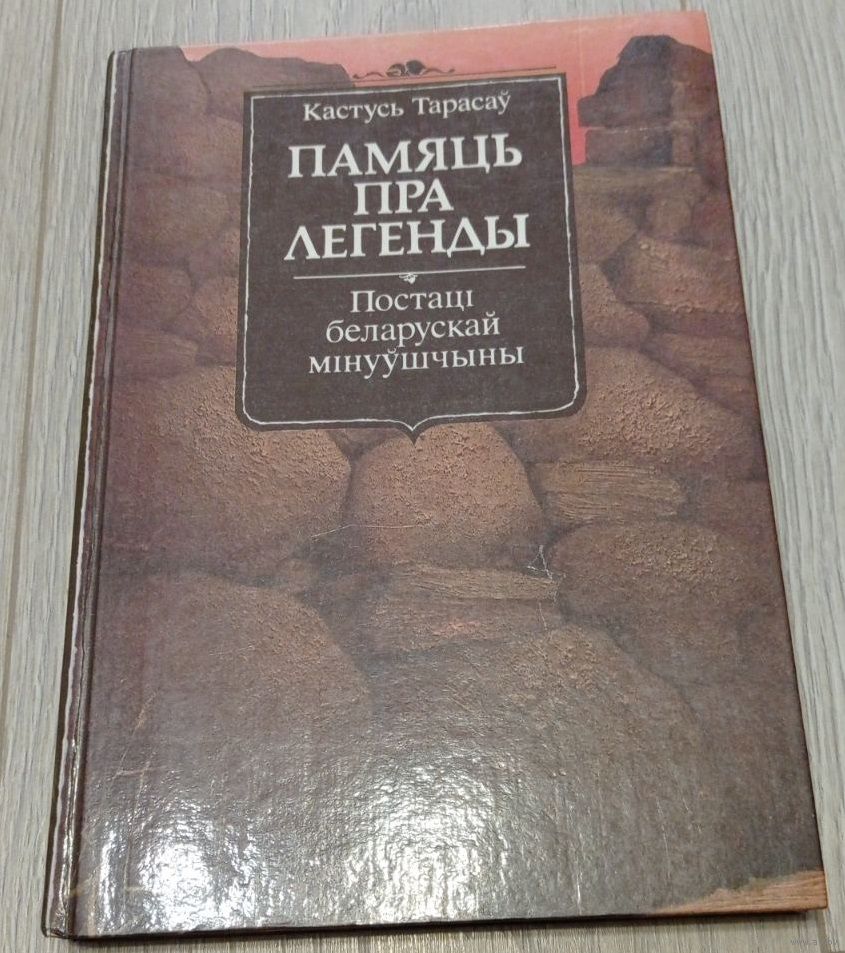 Кастусь Тарасаў
ПАМЯЦЬ
ПРА
ЛЕГЕНДЫ
Постаці
беларускай
мінуўшчыны